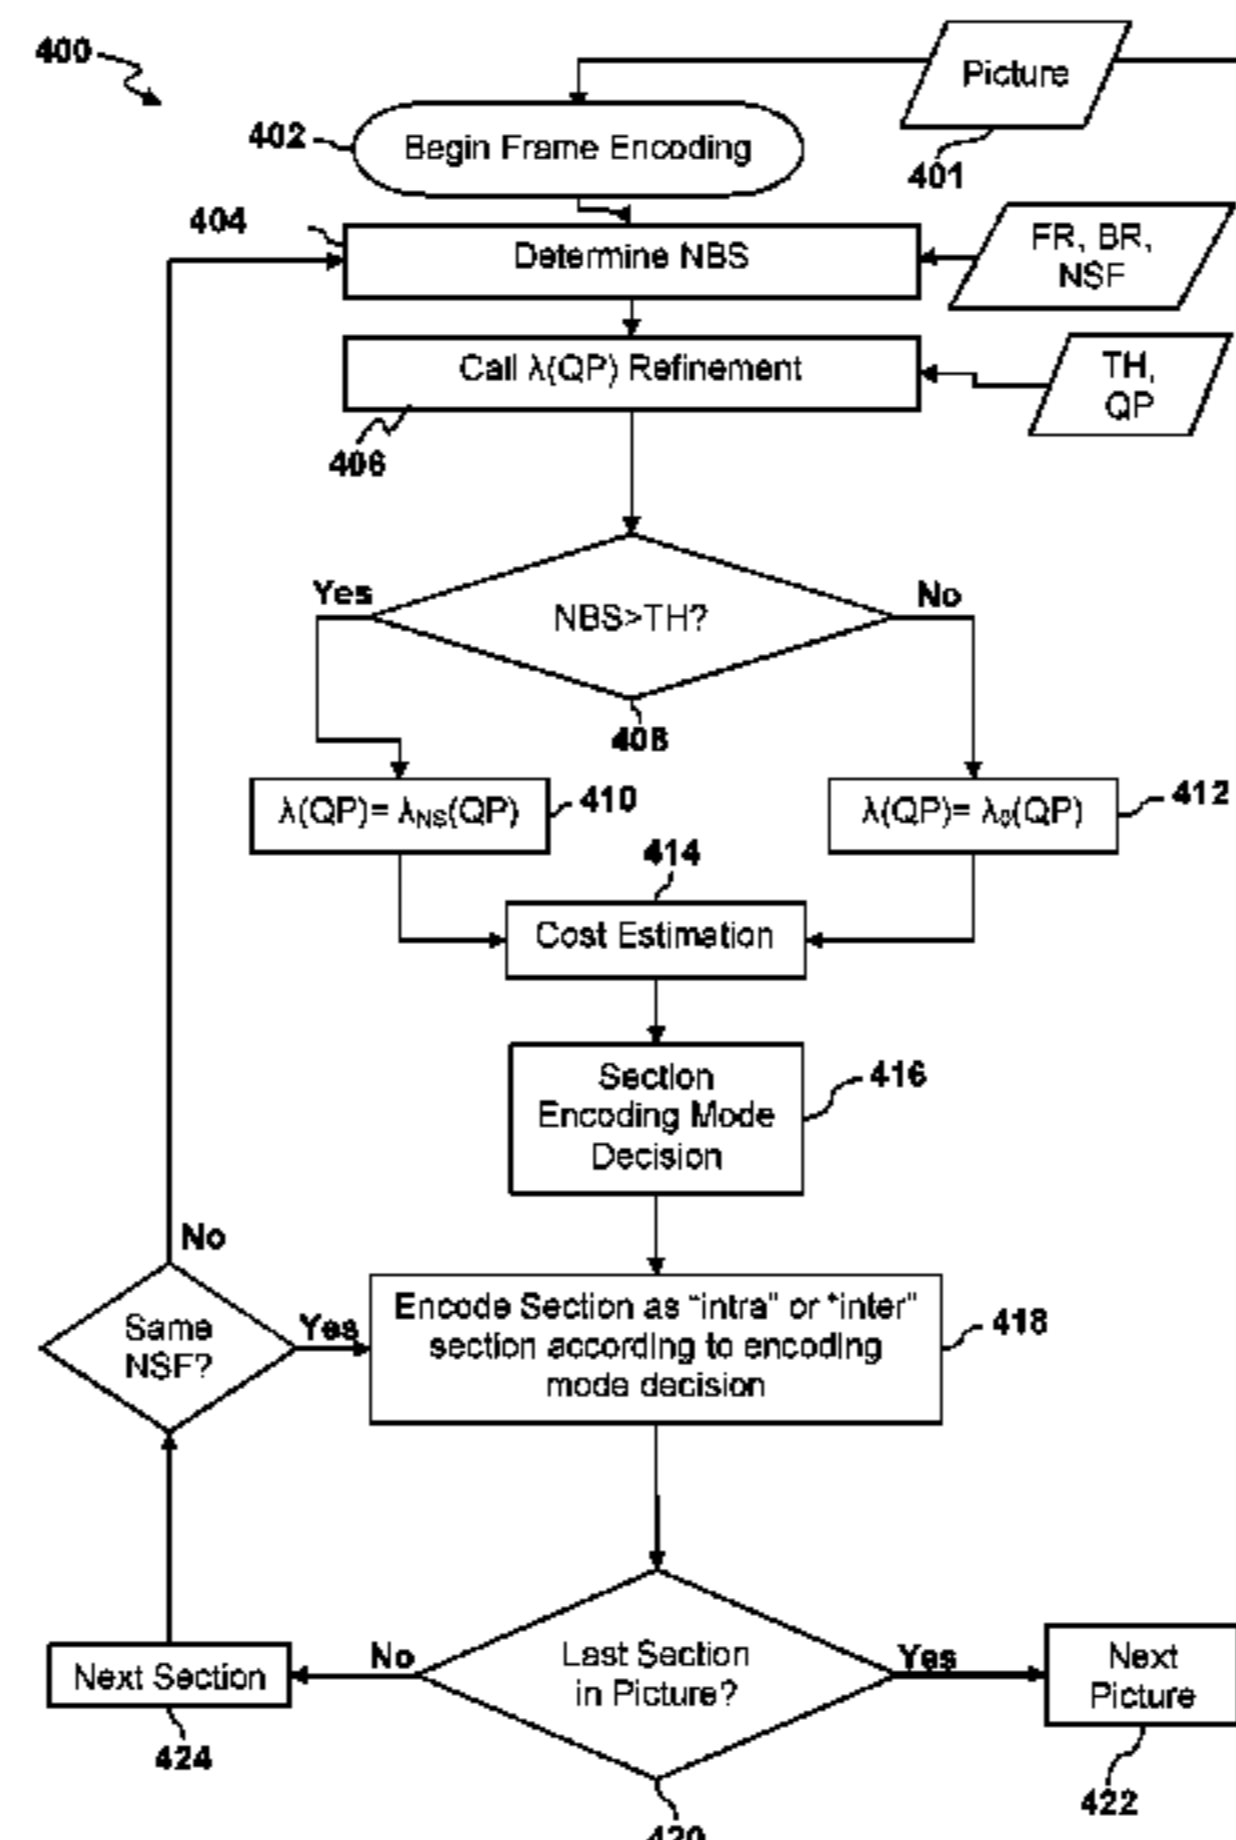 400
Picture
401
402
Begin Frame Encoding
404
Determine NBS
FR, BR,
NSF
Call λ(QP) Refinement
TH,
QP
406
Yes
No
NBS>TH?
408
λ(QP)= λNS(QP)
410
λ(QP)= λ0(QP)
412
414
Cost Estimation
Section
Encoding Mode
Decision
416
No
Same
NSF?
Yes
Encode Section as "intra" or "inter"
section according to encoding
mode decision
418
Next Section
424
No
Last Section
in Picture?
Yes
Next
Picture
422
420